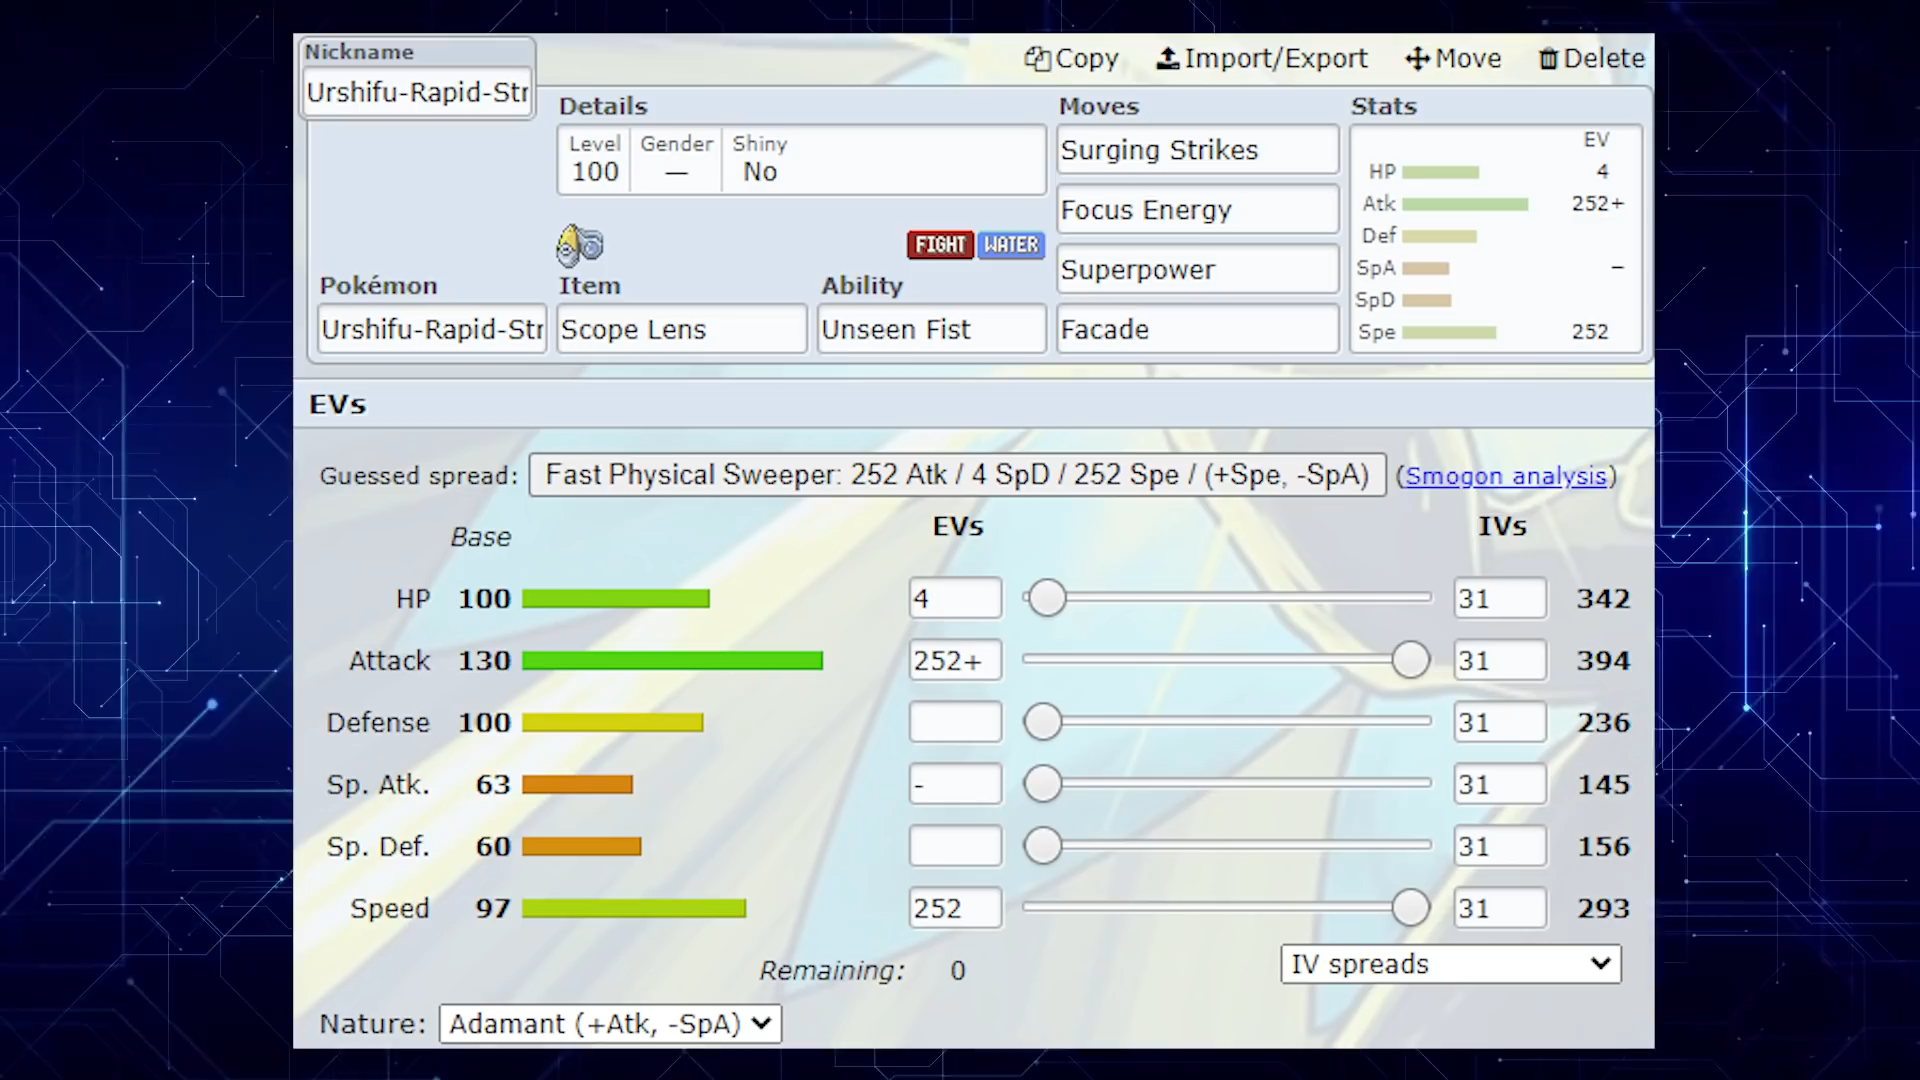 Nickname
Urshifu-Rapid-Str
Copy Import/Export Move Delete
Details
Level Gender Shiny
100 — No
FIGHT WATER
Pokémon Item Ability
Urshifu-Rapid-Str Scope Lens Unseen Fist
Moves
Surging Strikes
Focus Energy
Superpower
Facade
Stats
EV
HP 4
Atk 252+
Def
SpA −
SpD
Spe 252
EVs
Guessed spread: Fast Physical Sweeper: 252 Atk / 4 SpD / 252 Spe / (+Spe, -SpA) (Smogon analysis)
Base EVs IVs
HP 100 4 31 342
Attack 130 252+ 31 394
Defense 100 31 236
Sp. Atk. 63 - 31 145
Sp. Def. 60 31 156
Speed 97 252 31 293
Remaining: 0 IV spreads
Nature: Adamant (+Atk, -SpA)